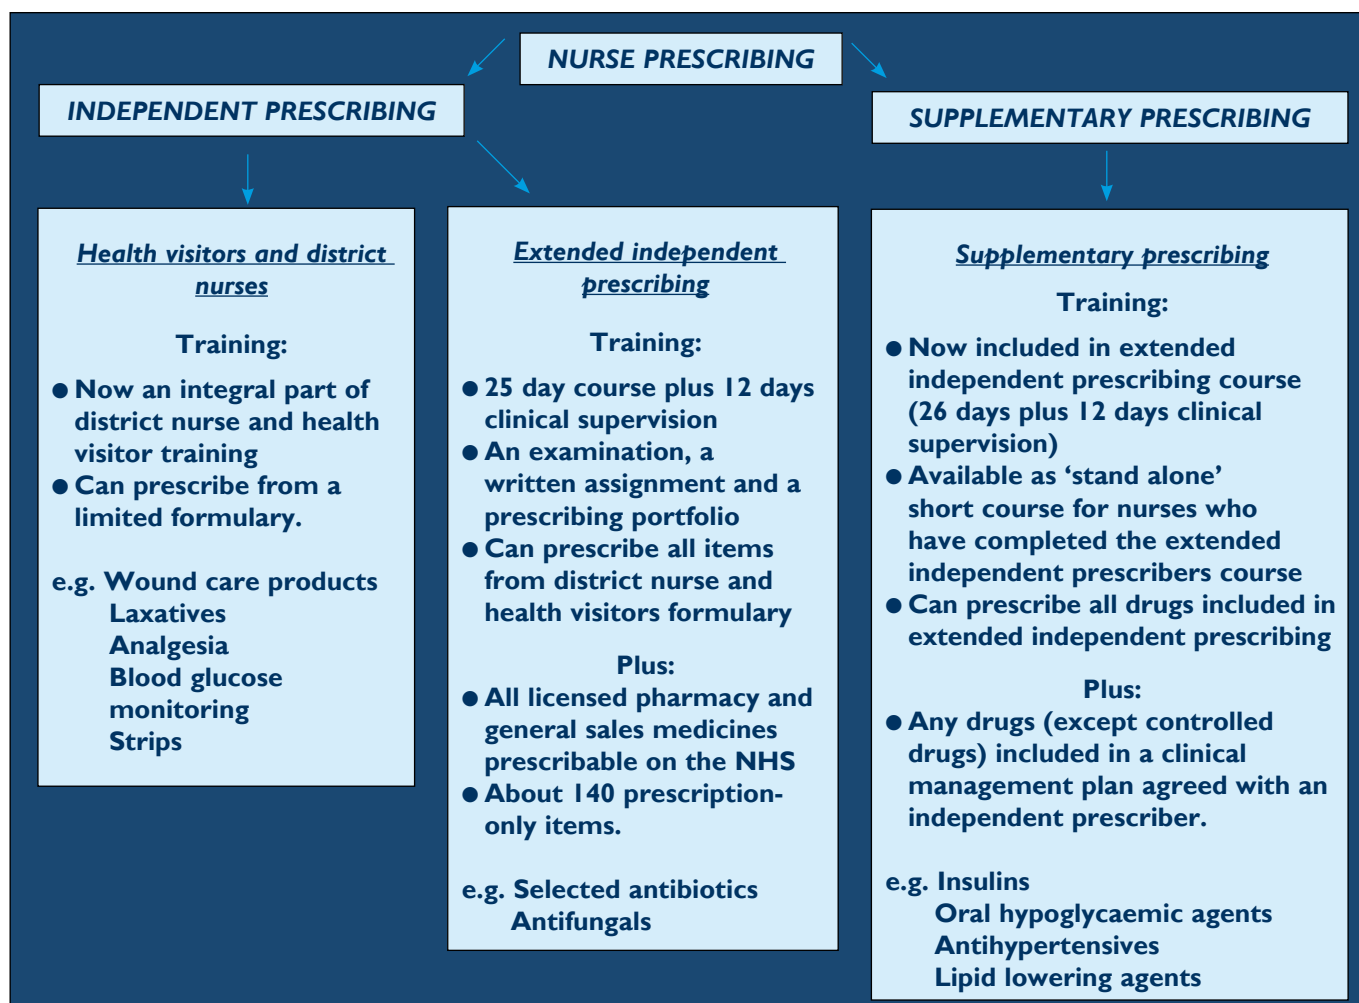 NURSE PRESCRIBING
INDEPENDENT PRESCRIBING
SUPPLEMENTARY PRESCRIBING
Health visitors and district
nurses
Training:
● Now an integral part of
district nurse and health
visitor training
● Can prescribe from a
limited formulary.
e.g. Wound care products
Laxatives
Analgesia
Blood glucose
monitoring
Strips
Extended independent
prescribing
Training:
● 25 day course plus 12 days
clinical supervision
● An examination, a
written assignment and a
prescribing portfolio
● Can prescribe all items
from district nurse and
health visitors formulary
Plus:
● All licensed pharmacy and
general sales medicines
prescribable on the NHS
● About 140 prescription-
only items.
e.g. Selected antibiotics
Antifungals
Supplementary prescribing
Training:
● Now included in extended
independent prescribing course
(26 days plus 12 days clinical
supervision)
● Available as ‘stand alone’
short course for nurses who
have completed the extended
independent prescribers course
● Can prescribe all drugs included in
extended independent prescribing
Plus:
● Any drugs (except controlled
drugs) included in a clinical
management plan agreed with an
independent prescriber.
e.g. Insulins
Oral hypoglycaemic agents
Antihypertensives
Lipid lowering agents